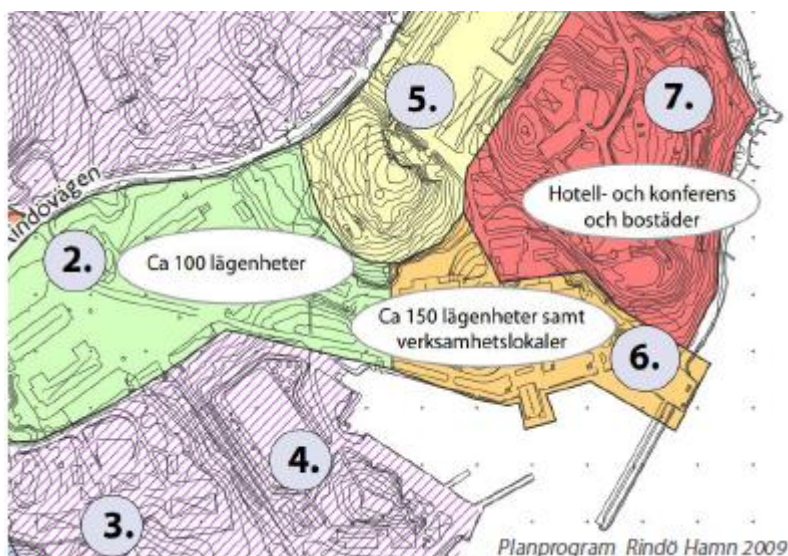 5.
7.
Rindövägen
Hotell- och konferens
och bostäder
2.
Ca 100 lägenheter
Ca 150 lägenheter samt
verksamhetslokaler
6.
4.
3.
Planprogram Rindö Hamn 2009